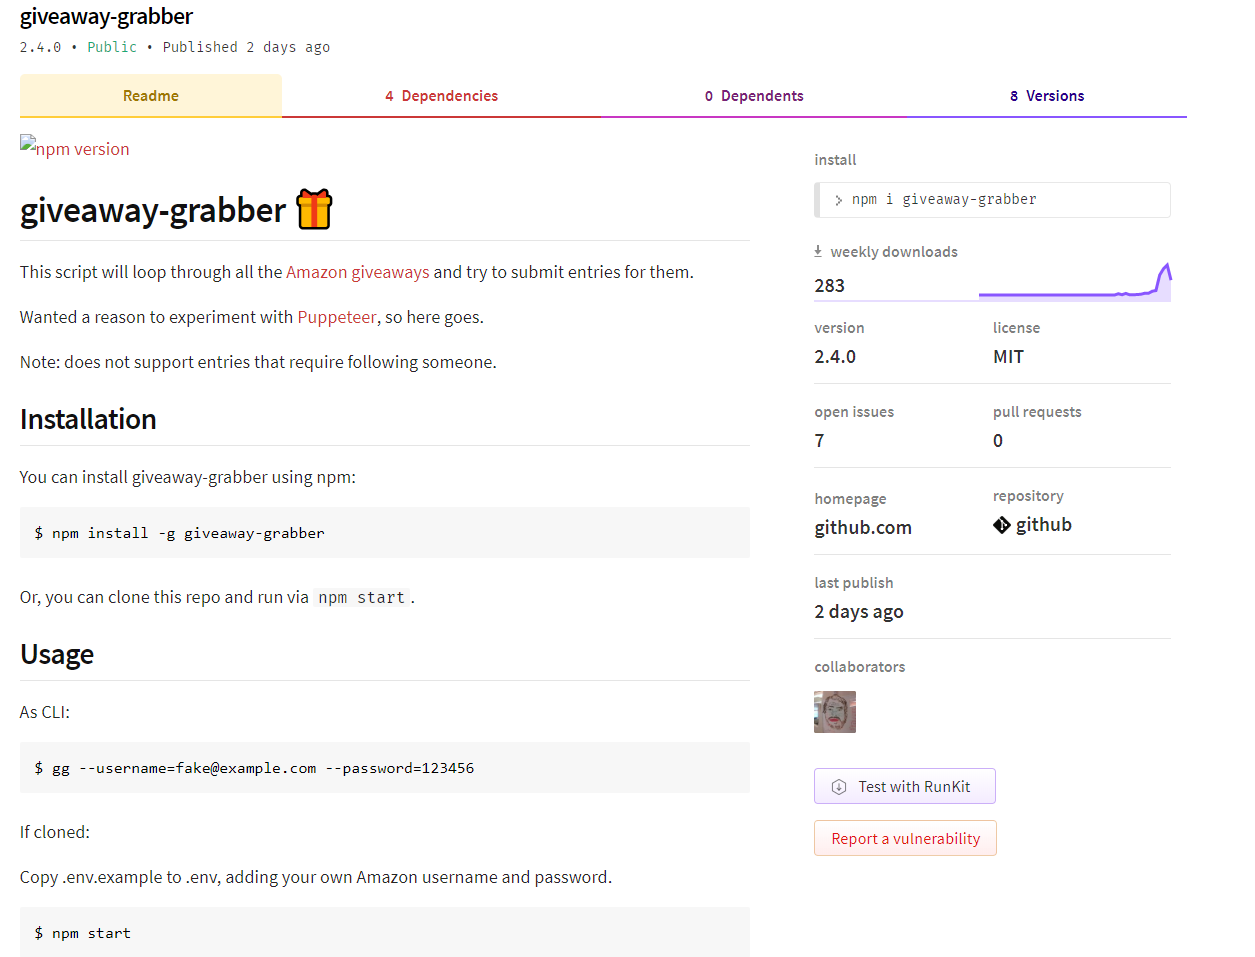 giveaway-grabber
2.4.0 • Public • Published 2 days ago
Readme
4 Dependencies
0 Dependents
8 Versions
npm version
giveaway-grabber
This script will loop through all the Amazon giveaways and try to submit entries for them.
Wanted a reason to experiment with Puppeteer, so here goes.
Note: does not support entries that require following someone.
Installation
You can install giveaway-grabber using npm:
$ npm install -g giveaway-grabber
Or, you can clone this repo and run via npm start.
Usage
As CLI:
$ gg --username=fake@example.com --password=123456
If cloned:
Copy .env.example to .env, adding your own Amazon username and password.
$ npm start
install
> npm i giveaway-grabber
weekly downloads
283
version
2.4.0
license
MIT
open issues
7
pull requests
0
homepage
github.com
repository
github
last publish
2 days ago
collaborators
Test with RunKit
Report a vulnerability